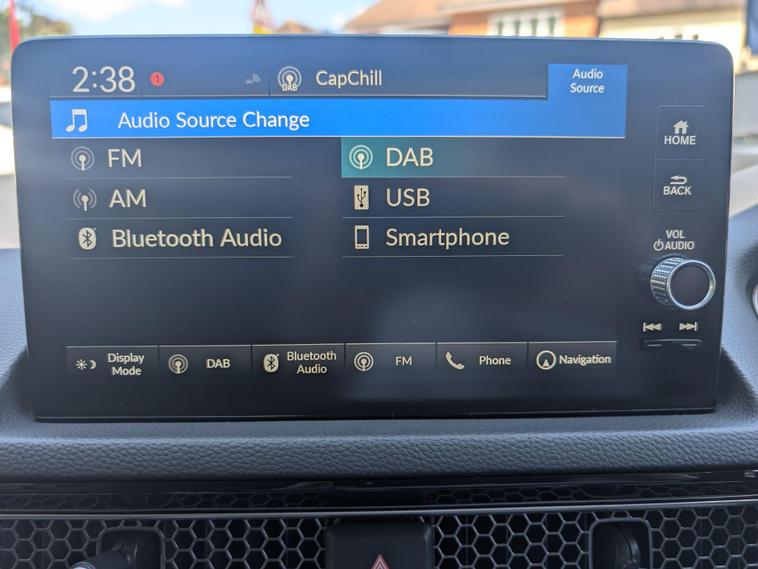 2:38
1
DAB
CapChill
Audio
Source
Audio Source Change
FM
DAB
AM
USB
Bluetooth Audio
Smartphone
HOME
BACK
VOL
AUDIO
Display
Mode
DAB
Bluetooth
Audio
FM
Phone
Navigation